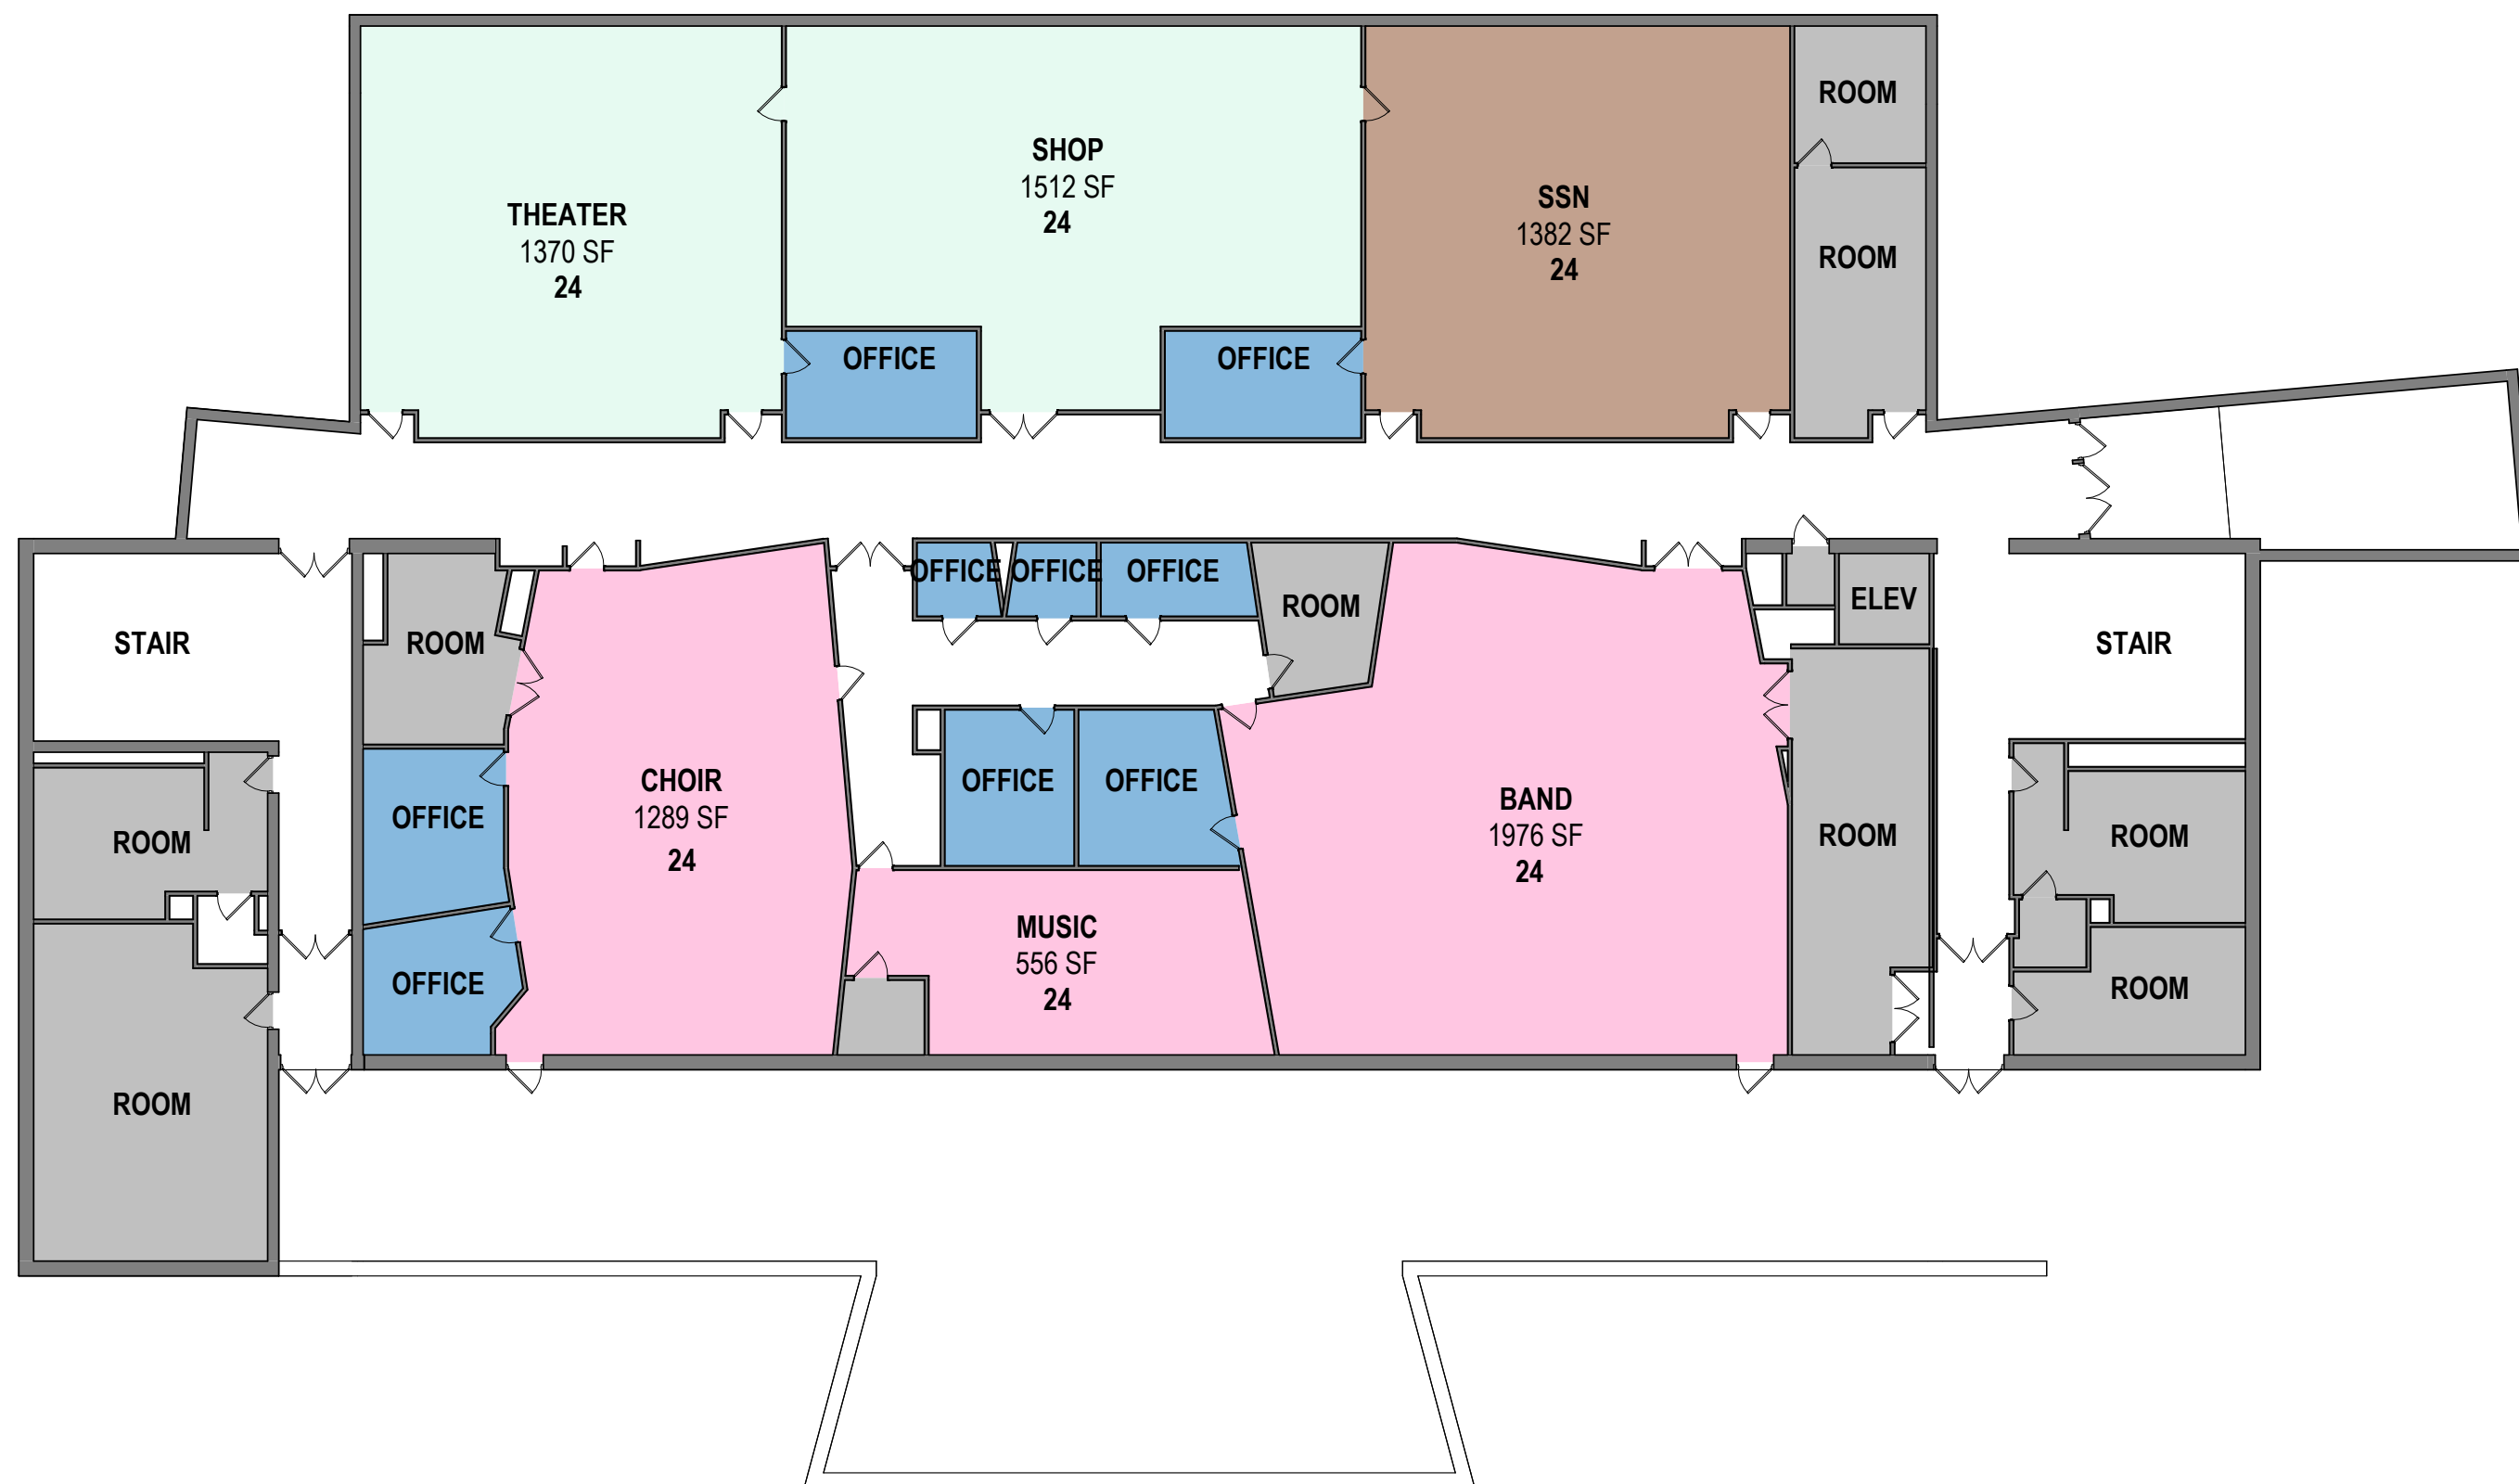 ROOM
SHOP
1512 SF
24
SSN
1382 SF
24
THEATER
1370 SF
24
ROOM
OFFICE
OFFICE
OFFICE
OFFICE
OFFICE
ROOM
ELEV
STAIR
ROOM
STAIR
CHOIR
1289 SF
24
OFFICE
OFFICE
OFFICE
BAND
1976 SF
24
ROOM
ROOM
ROOM
MUSIC
556 SF
24
OFFICE
ROOM
ROOM